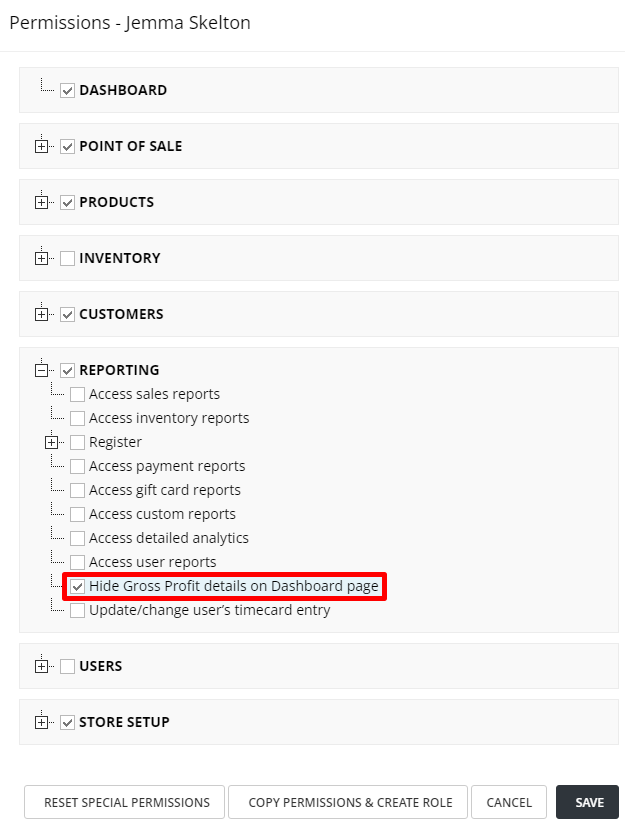 Permissions - Jemma Skelton
DASHBOARD
POINT OF SALE
PRODUCTS
INVENTORY
CUSTOMERS
REPORTING
Access sales reports
Access inventory reports
Register
Access payment reports
Access gift card reports
Access custom reports
Access detailed analytics
Access user reports
Hide Gross Profit details on Dashboard page
Update/change user’s timecard entry
USERS
STORE SETUP
RESET SPECIAL PERMISSIONS COPY PERMISSIONS & CREATE ROLE CANCEL SAVE